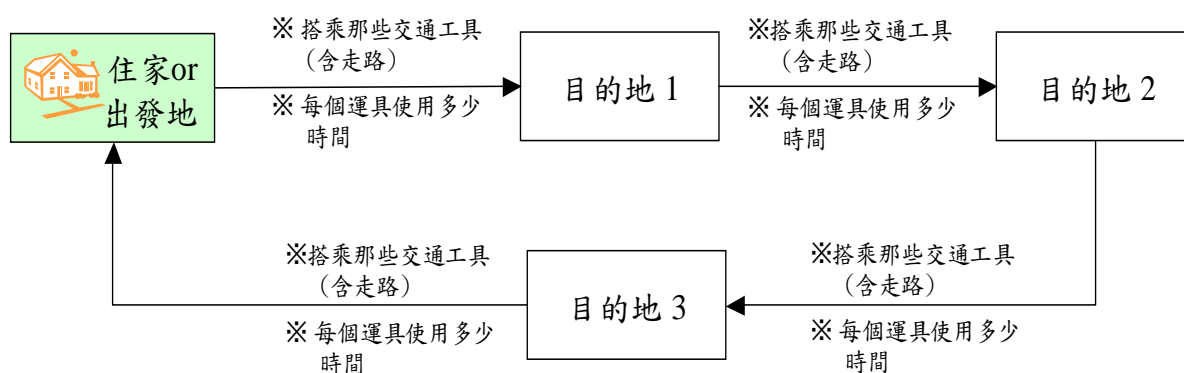 住家or
出發地
※ 搭乘那些交通工具
（含走路）
※ 每個運具使用多少
時間
目的地 1
※搭乘那些交通工具
（含走路）
※ 每個運具使用多少
時間
目的地 2
※搭乘那些交通工具
（含走路）
※ 每個運具使用多少
時間
目的地 3
※搭乘那些交通工具
（含走路）
※ 每個運具使用多少
時間